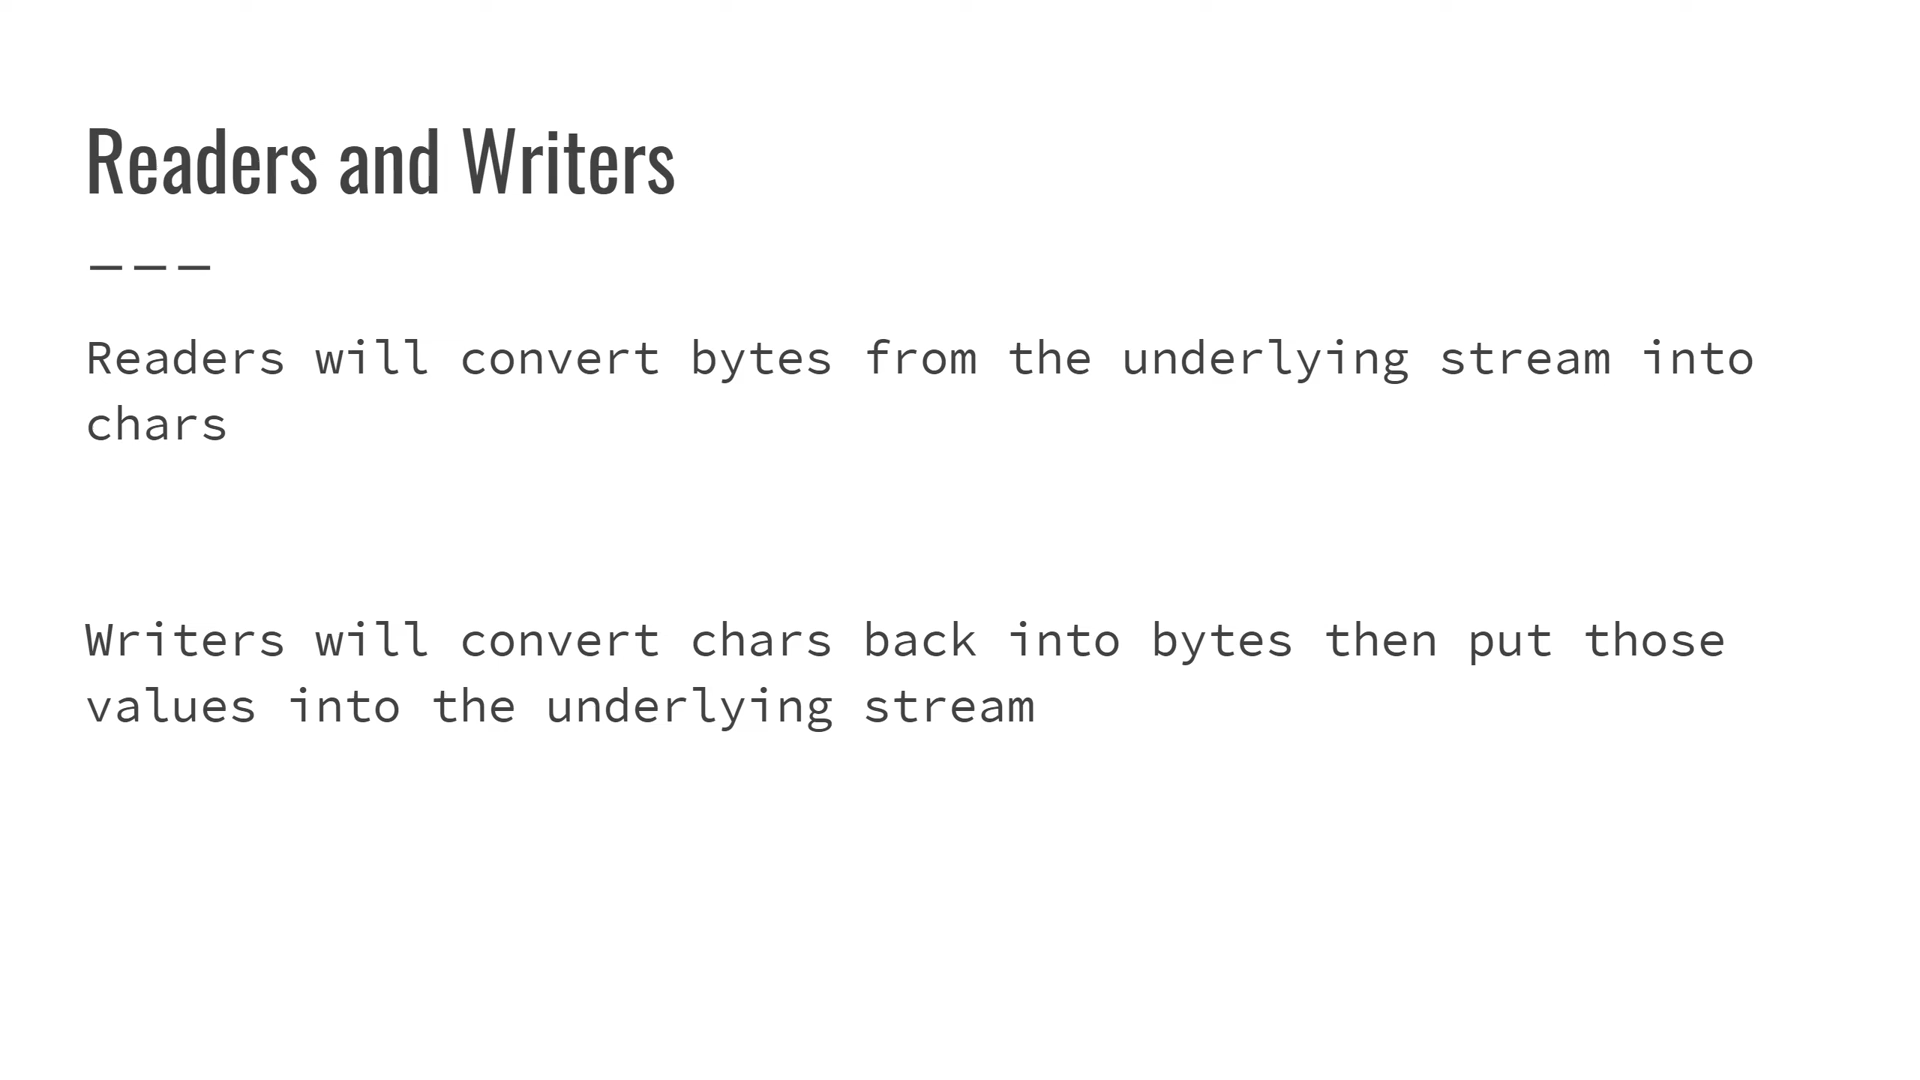 Readers and Writers
———
Readers will convert bytes from the underlying stream into
chars
Writers will convert chars back into bytes then put those
values into the underlying stream